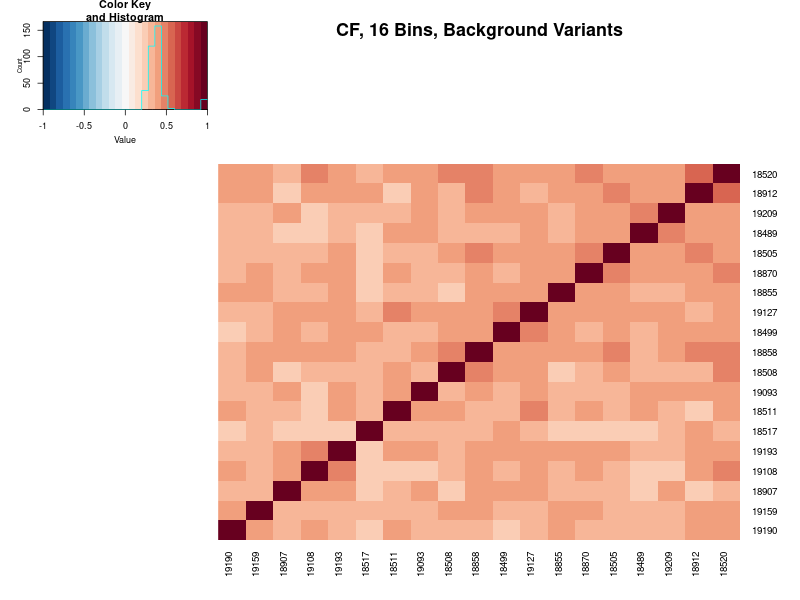 Color Key
and Histogram
CF, 16 Bins, Background Variants
Count
0 50 100 150
-1 -0.5 0 0.5 1
Value
18520
18912
19209
18489
18505
18870
18855
19127
18499
18858
18508
19093
18511
18517
19193
19108
18907
19159
19190
19190 19159 18907 19108 19193 18517 18511 19093 18508 18858 18499 19127 18855 18870 18505 18489 19209 18912 18520